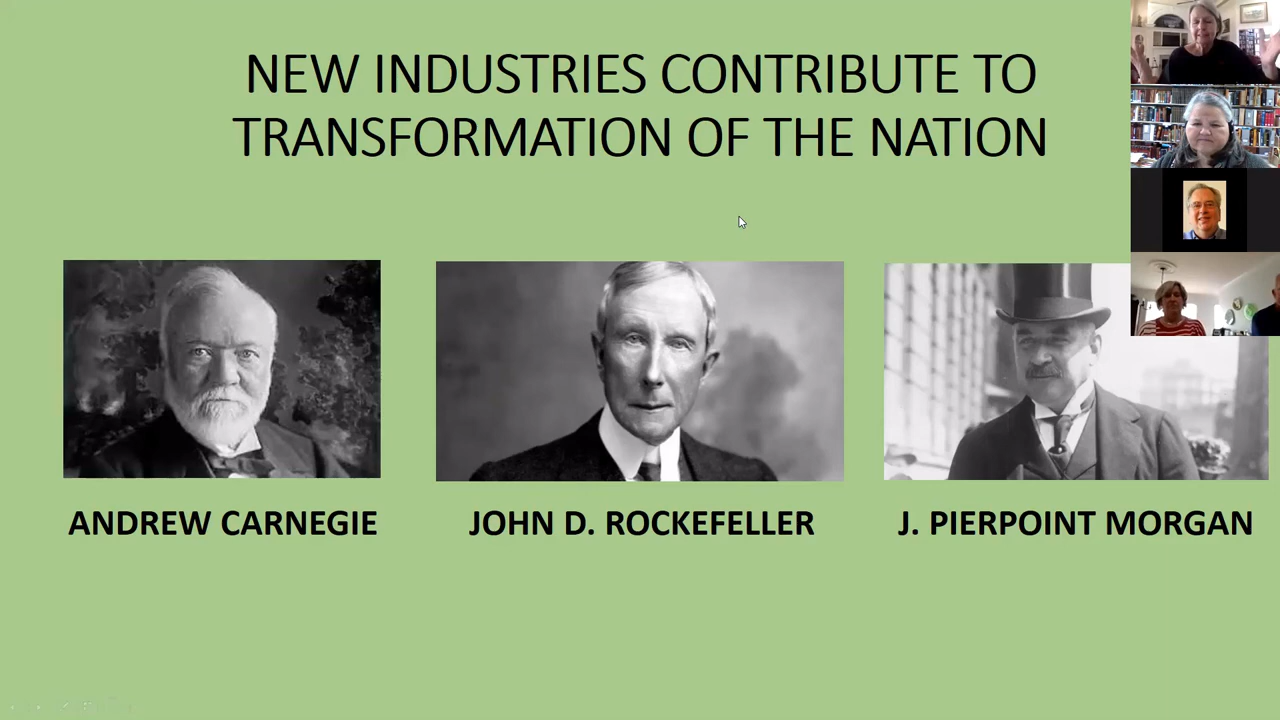 NEW INDUSTRIES CONTRIBUTE TO
TRANSFORMATION OF THE NATION
ANDREW CARNEGIE
JOHN D. ROCKEFELLER
J. PIERPOINT MORGAN